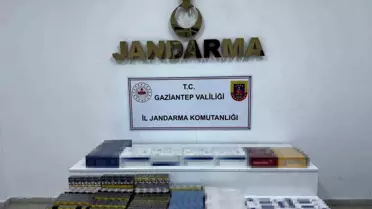 JANDARMA
T.C.
GAZİANTEP VALİLİĞİ
İL JANDARMA KOMUTANLIĞI